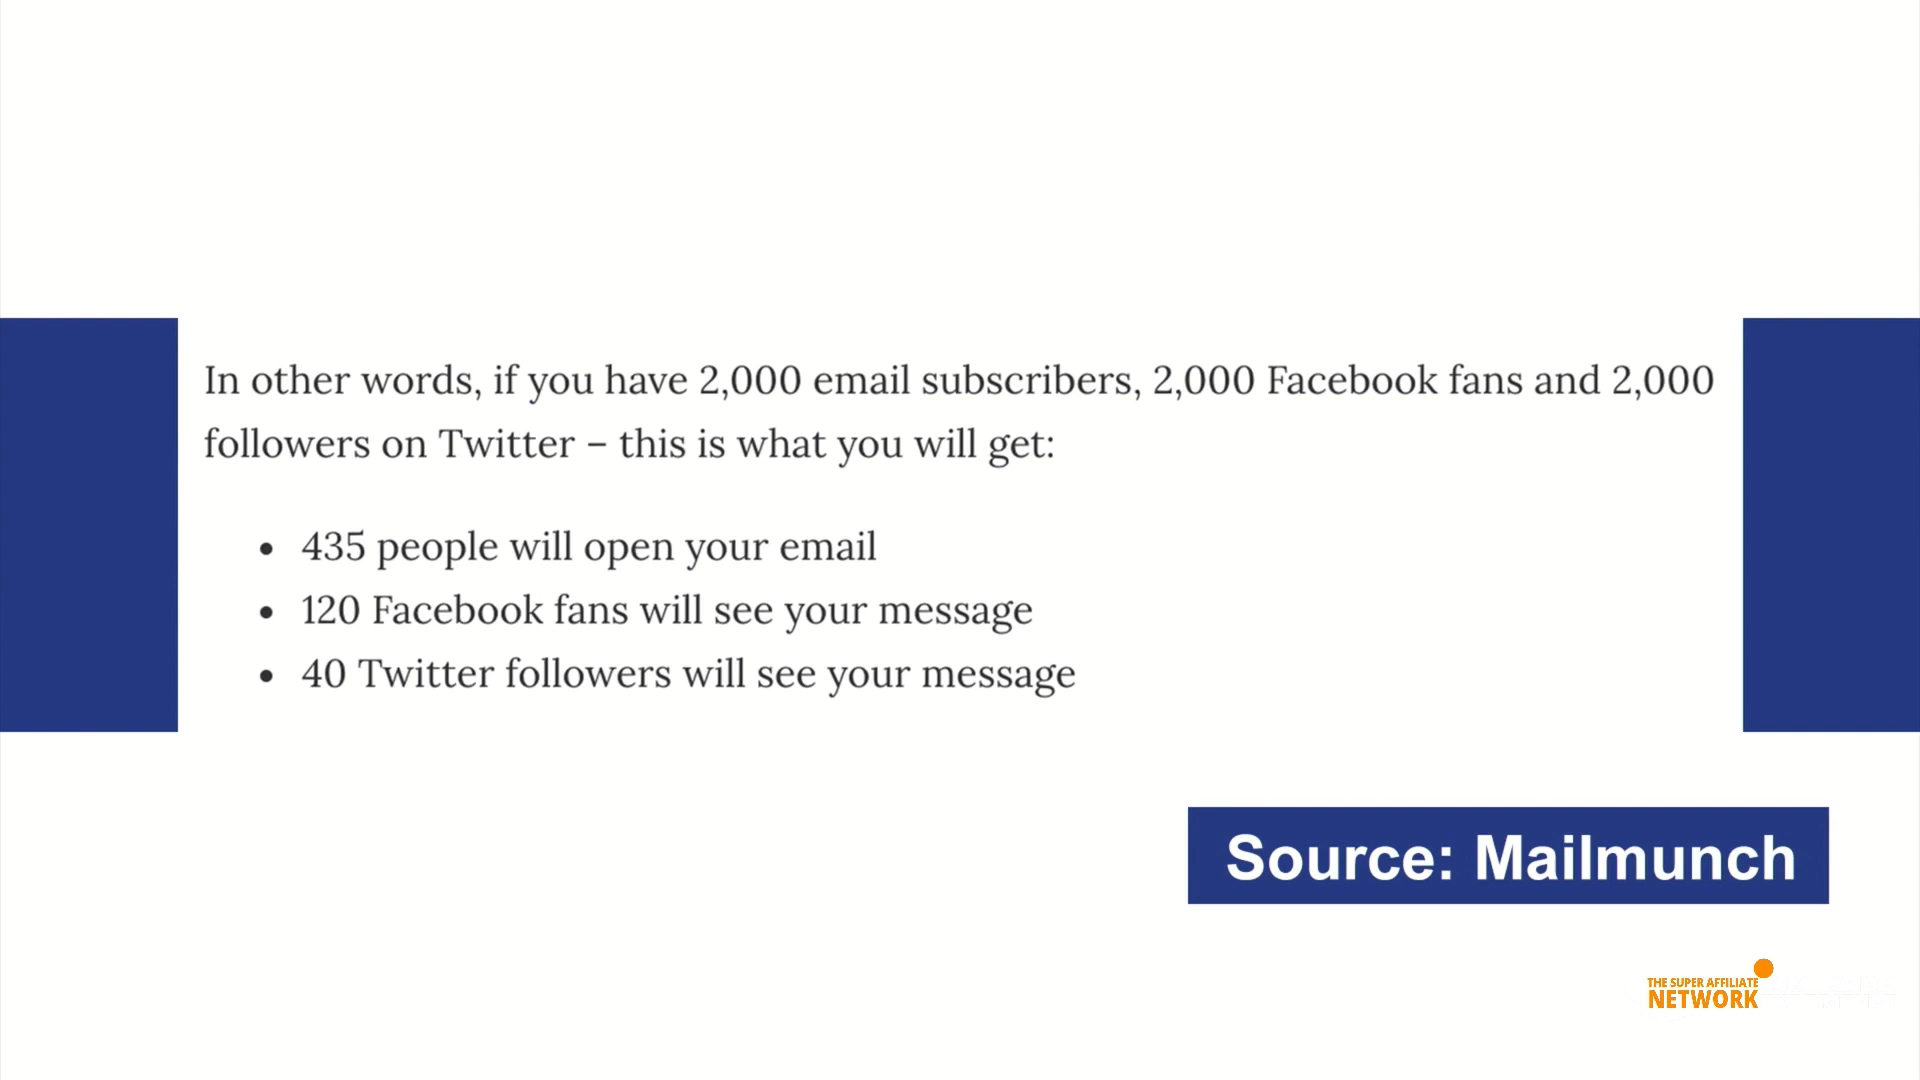 In other words, if you have 2,000 email subscribers, 2,000 Facebook fans and 2,000
followers on Twitter – this is what you will get:
• 435 people will open your email
• 120 Facebook fans will see your message
• 40 Twitter followers will see your message
Source: Mailmunch
THE SUPER AFFILIATE
NETWORK